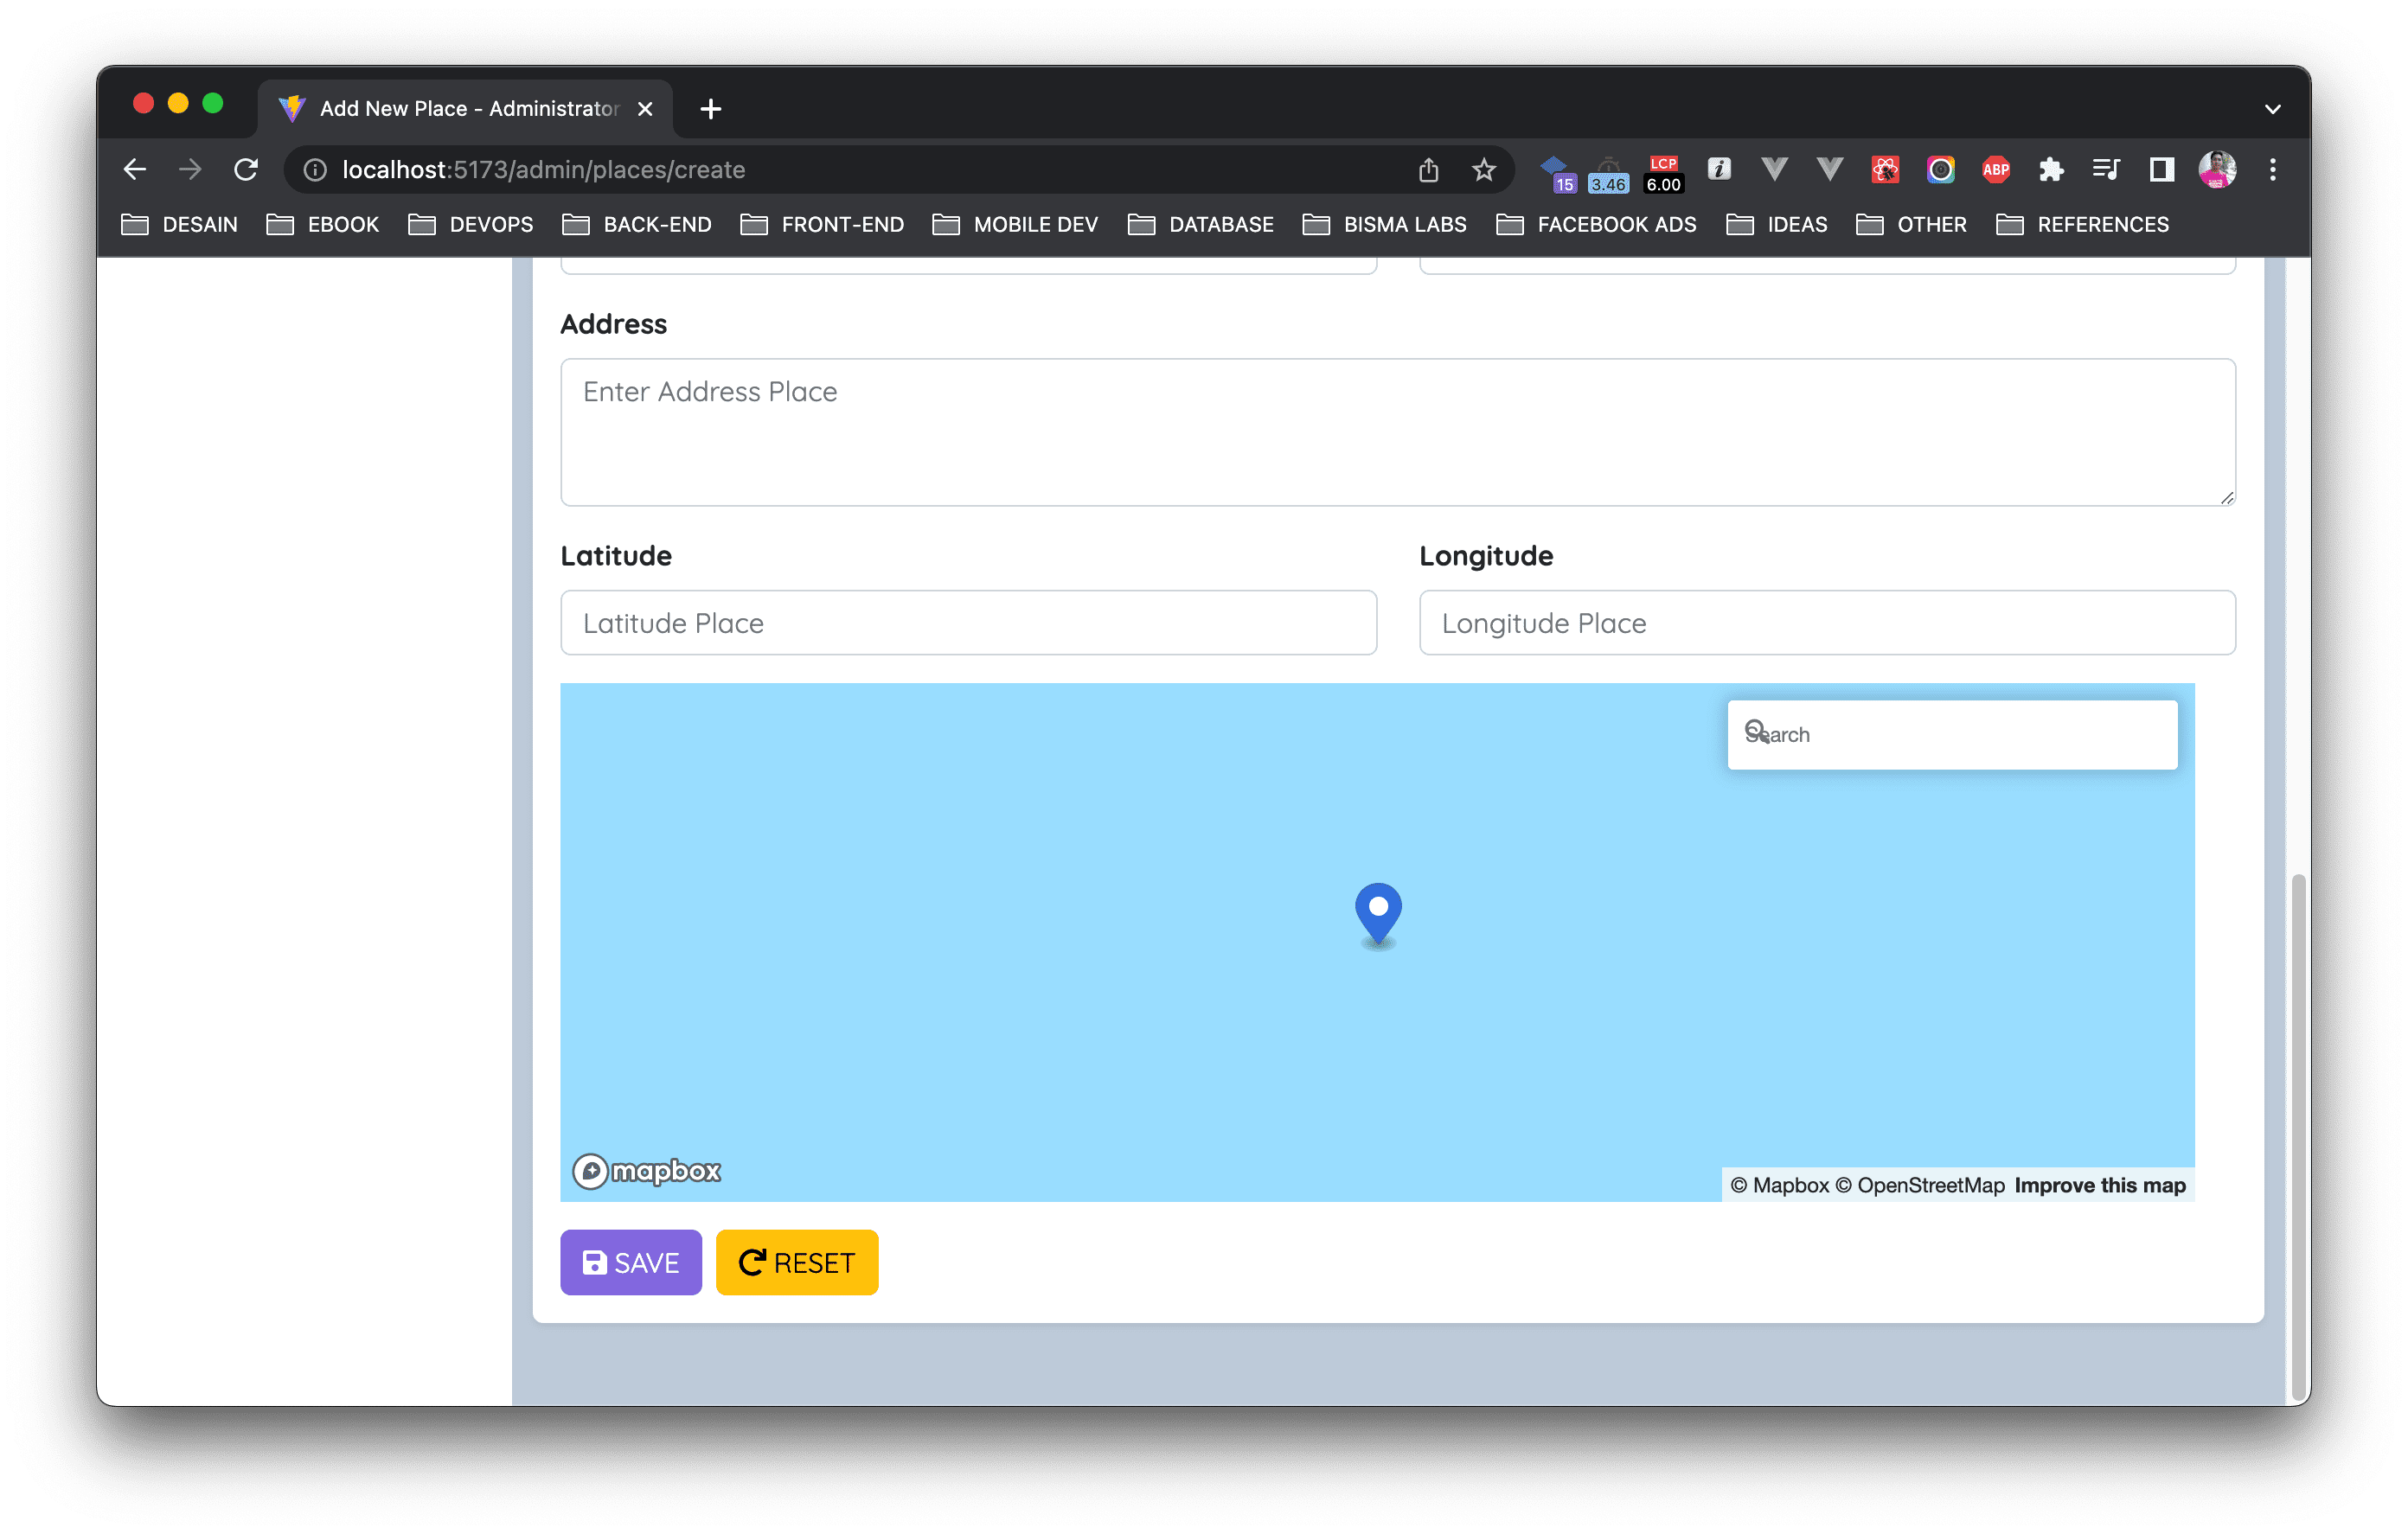 Add New Place - Administrator
localhost:5173/admin/places/create
15
3.46
LCP
6.00
i
ABP
DESAIN
EBOOK
DEVOPS
BACK-END
FRONT-END
MOBILE DEV
DATABASE
BISMA LABS
FACEBOOK ADS
IDEAS
OTHER
REFERENCES
Address
Enter Address Place
Latitude
Longitude
Latitude Place
Longitude Place
Search
mapbox
© Mapbox © OpenStreetMap Improve this map
SAVE
RESET